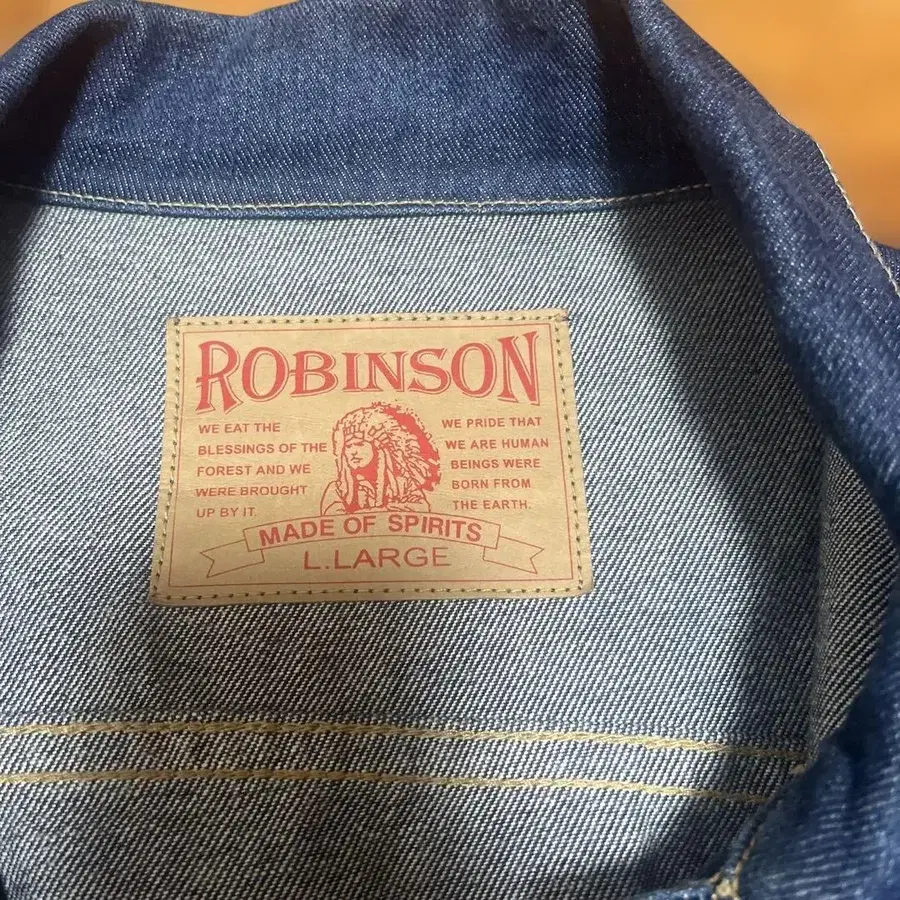 ROBINSON
WE EAT THE
BLESSINGS OF THE
FOREST AND WE
WERE BROUGHT
UP BY IT.
WE PRIDE THAT
WE ARE HUMAN
BEINGS WERE
BORN FROM
THE EARTH.
MADE OF SPIRITS
L.LARGE